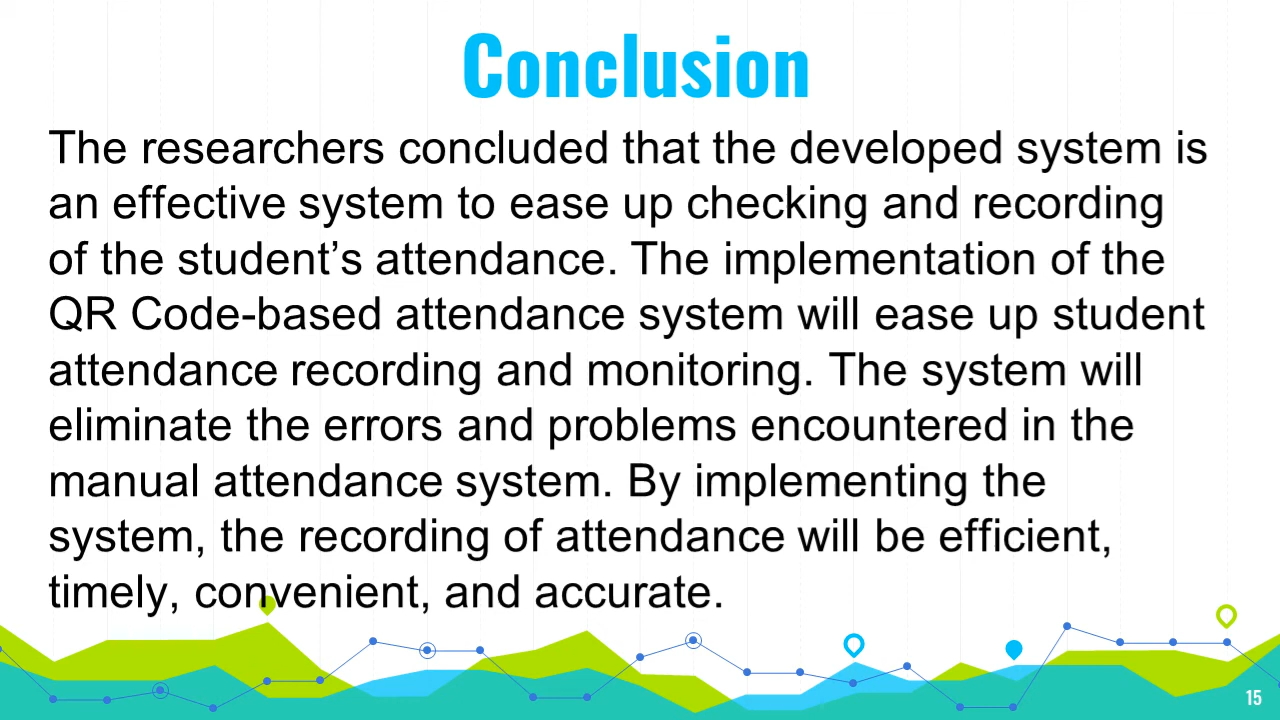 Conclusion
The researchers concluded that the developed system is
an effective system to ease up checking and recording
of the student’s attendance. The implementation of the
QR Code-based attendance system will ease up student
attendance recording and monitoring. The system will
eliminate the errors and problems encountered in the
manual attendance system. By implementing the
system, the recording of attendance will be efficient,
timely, convenient, and accurate.
15